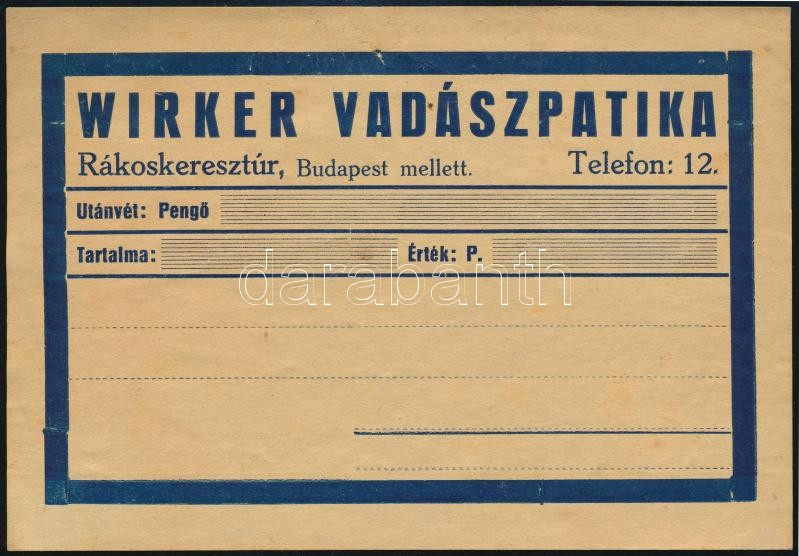 WIRKER VADÁSZPATIKA
Rákoskeresztúr, Budapest mellett. Telefon: 12.
Utánvét: Pengő
Tartalma: Érték: P.
darabanth